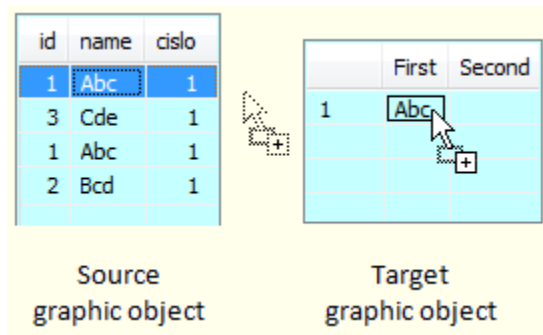 id name cislo
1 Abc 1
3 Cde 1
1 Abc 1
2 Bcd 1
First Second
1 Abc
Source
graphic object
Target
graphic object